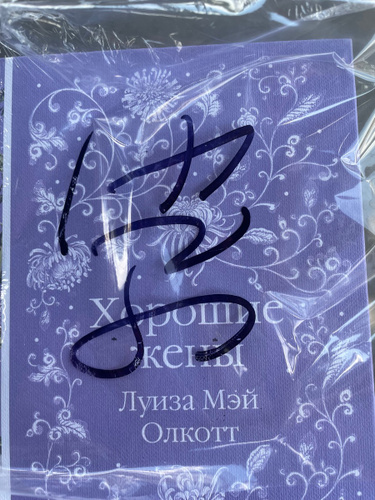 Хорошие
жены
Луиза Мэй
Олкотт